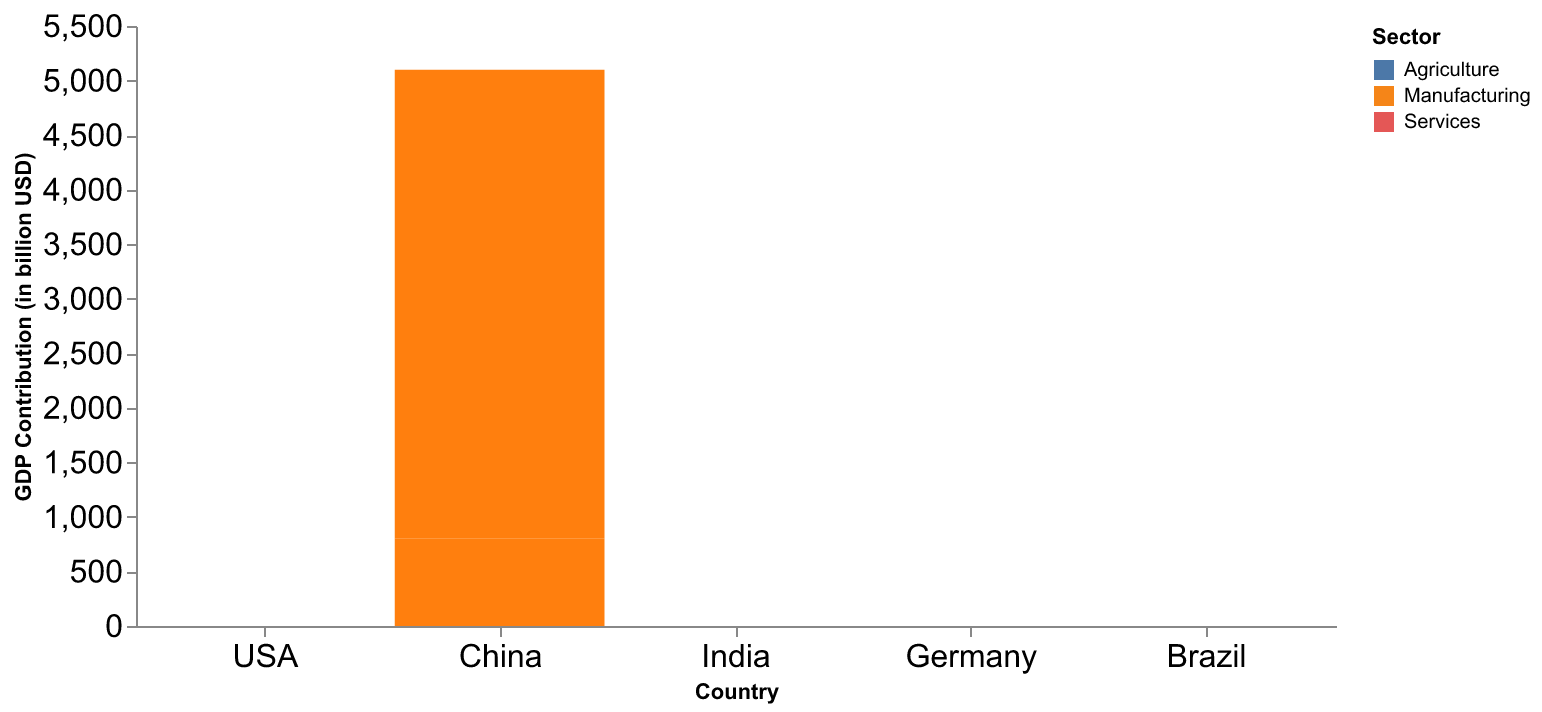 GDP Contribution (in billion USD)
5,500
5,000
4,500
4,000
3,500
3,000
2,500
2,000
1,500
1,000
500
0
USA China India Germany Brazil
Country
Sector
Agriculture
Manufacturing
Services